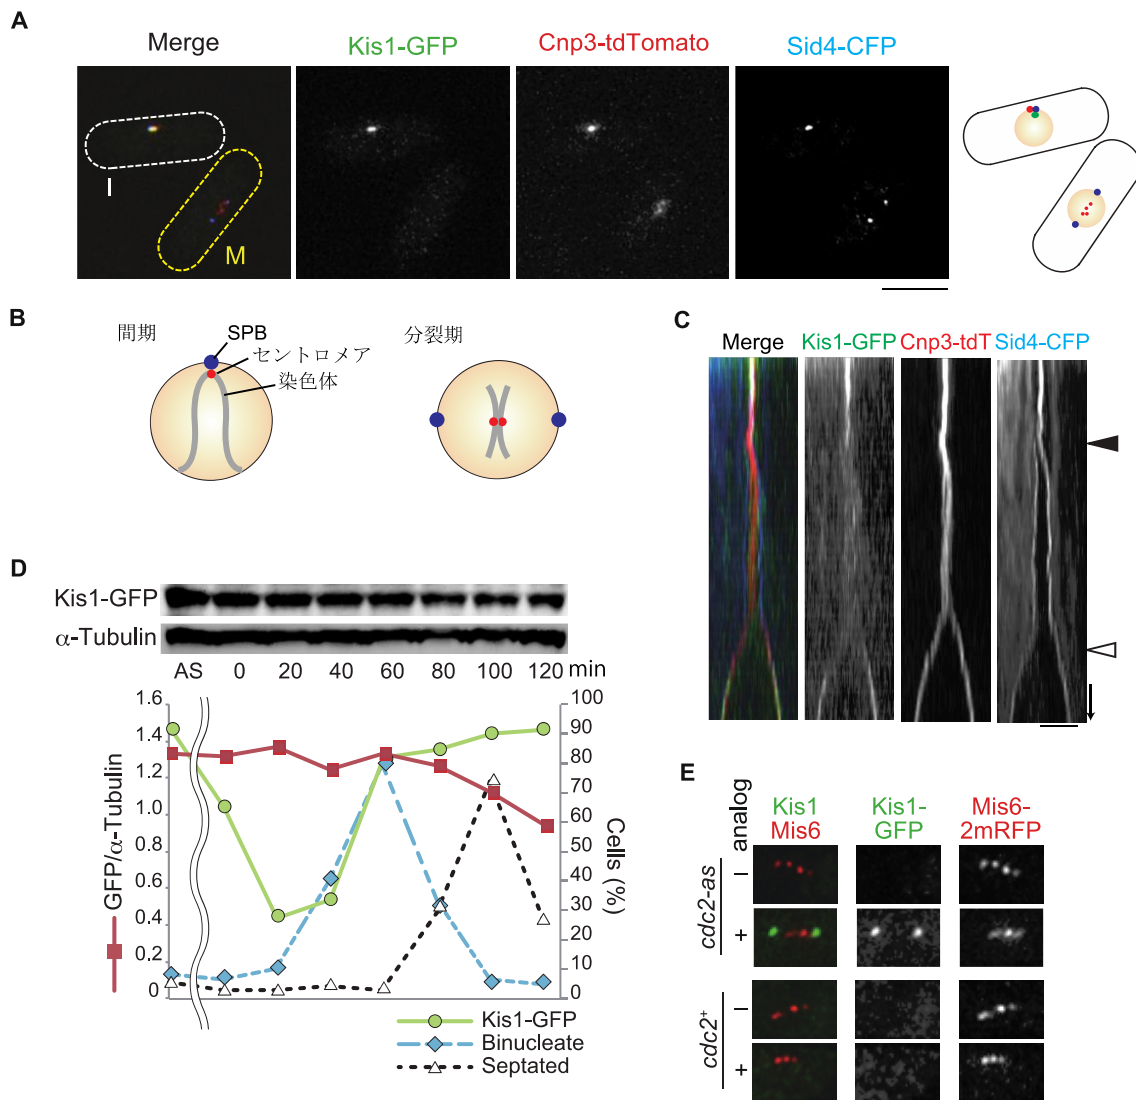 A
Merge
Kis1-GFP
Cnp3-tdTomato
Sid4-CFP
I
M
B
間期
SPB
セントロメア
染色体
分裂期
C
Merge
Kis1-GFP
Cnp3-tdT
Sid4-CFP
D
Kis1-GFP
α-Tubulin
AS 0 20 40 60 80 100 120 min
1.6
1.4
1.2
1.0
0.8
0.6
0.4
0.2
0
GFP/α-Tubulin
100
90
80
70
60
50
40
30
20
10
0
Cells (%)
Kis1-GFP
Binucleate
Septated
E
analog
Kis1
Mis6
Kis1-
GFP
Mis6-
2mRFP
cdc2-as
−
+
cdc2+
−
+